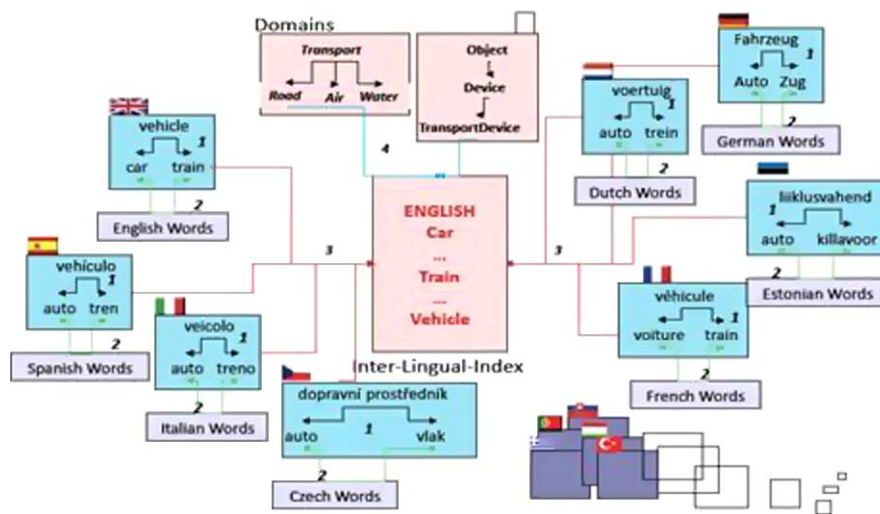 Domains
Transport
Road Air Water
Object
Device
TransportDevice
4
vehicle
1
car train
2
English Words
vehículo
1
auto tren
2
Spanish Words
veicolo
1
auto treno
2
Italian Words
dopravní prostředník
auto 1 vlak
2
Czech Words
3
ENGLISH
Car
...
Train
...
Vehicle
Inter-Lingual-Index
3
voertuig
1
auto trein
2
Dutch Words
Fahrzeug
1
Auto Zug
2
German Words
liiklusvahend
1
auto killavoor
2
Estonian Words
véhicule
1
voiture train
2
French Words